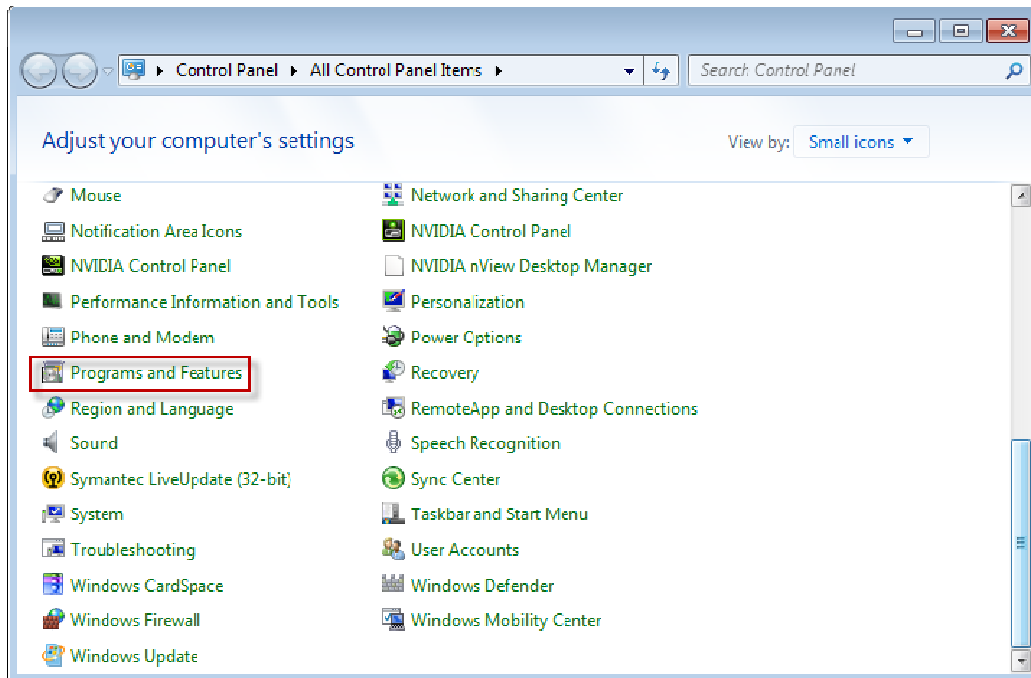 Control Panel ▸ All Control Panel Items ▸
Search Control Panel
Adjust your computer's settings
View by: Small icons
Mouse
Network and Sharing Center
Notification Area Icons
NVIDIA Control Panel
NVIDIA Control Panel
NVIDIA nView Desktop Manager
Performance Information and Tools
Personalization
Phone and Modem
Power Options
Programs and Features
Recovery
Region and Language
RemoteApp and Desktop Connections
Sound
Speech Recognition
Symantec LiveUpdate (32-bit)
Sync Center
System
Taskbar and Start Menu
Troubleshooting
User Accounts
Windows CardSpace
Windows Defender
Windows Firewall
Windows Mobility Center
Windows Update